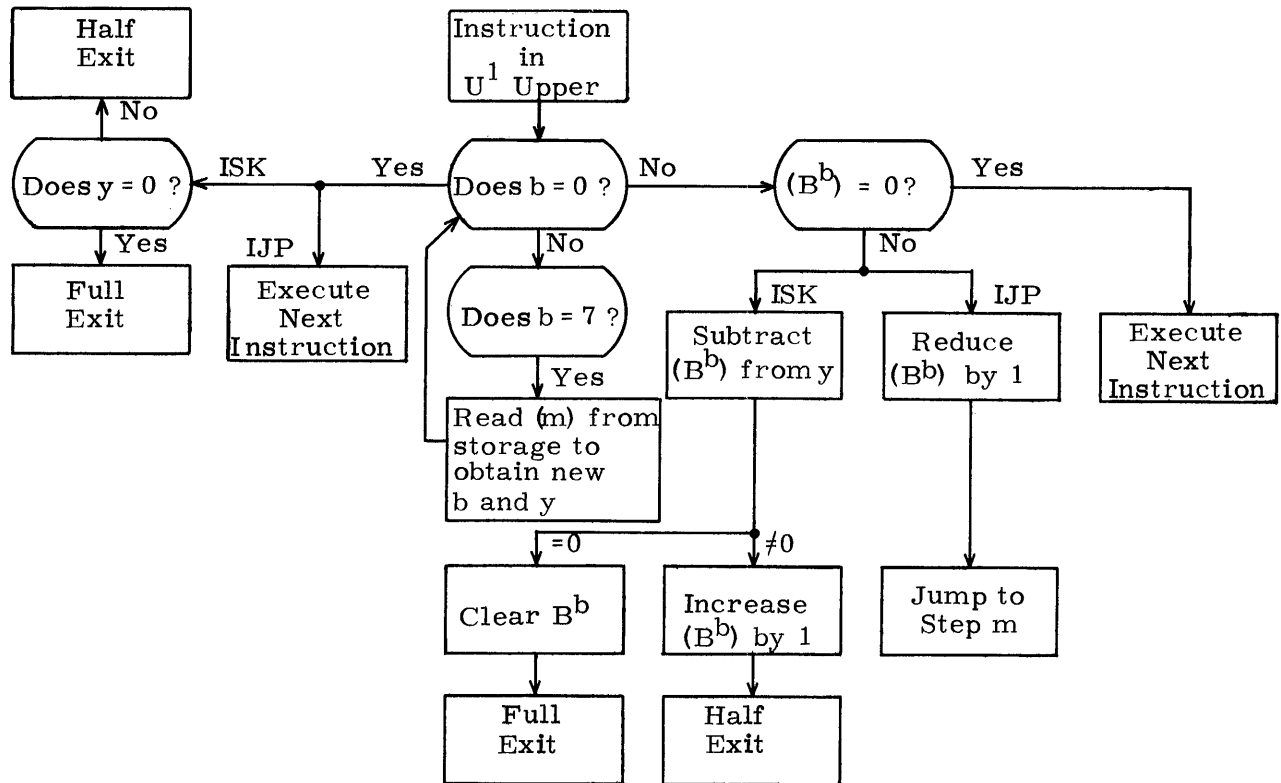 Half
Exit
Instruction
in
U¹ Upper
No
Does y = 0 ?
ISK
Yes
Does b = 0 ?
No
(Bᵇ) = 0?
Yes
Yes
IJP
No
No
Full
Exit
Execute
Next
Instruction
Does b = 7 ?
ISK
IJP
Subtract
(Bᵇ) from y
Reduce
(Bᵇ) by 1
Execute
Next
Instruction
Yes
Read (m) from
storage to
obtain new
b and y
=0
≠0
Clear Bᵇ
Increase
(Bᵇ) by 1
Jump to
Step m
Full
Exit
Half
Exit